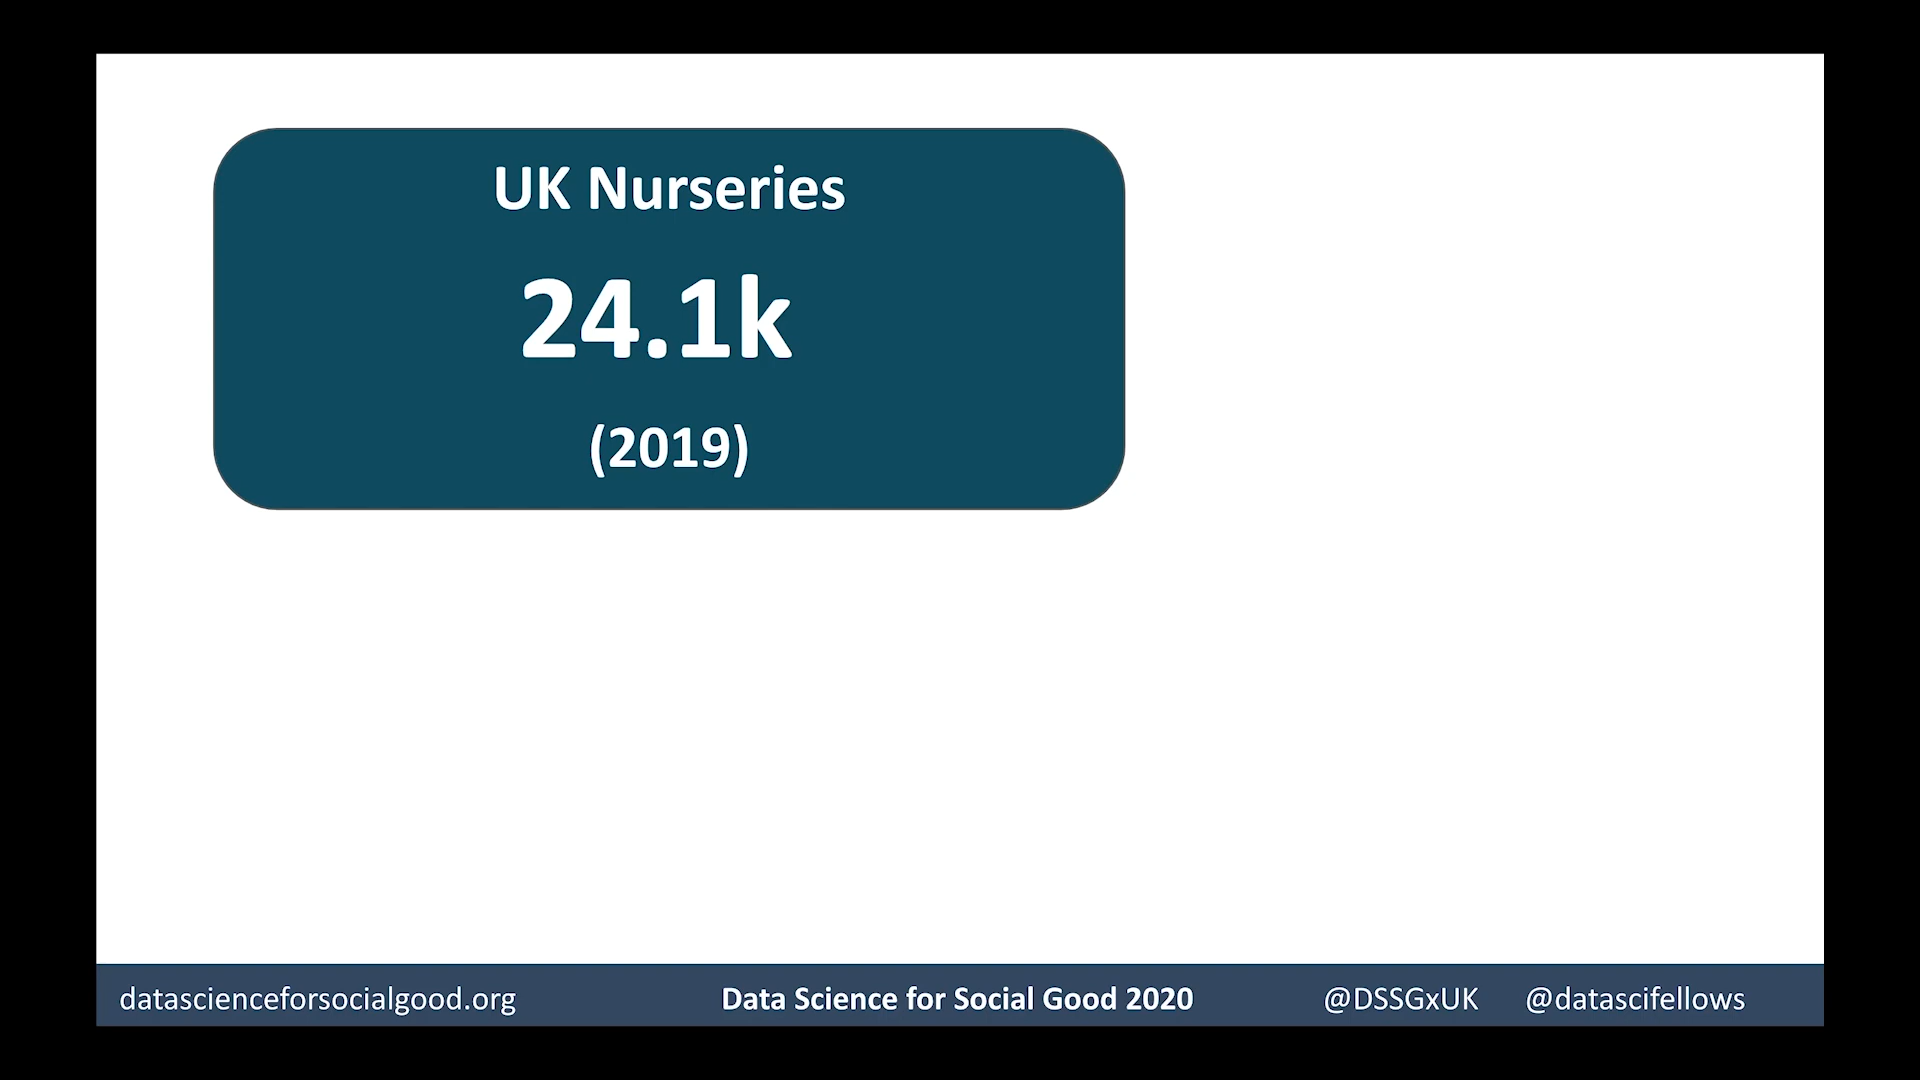 UK Nurseries
24.1k
(2019)
datascienceforsocialgood.org
Data Science for Social Good 2020
@DSSGxUK
@datascifellows